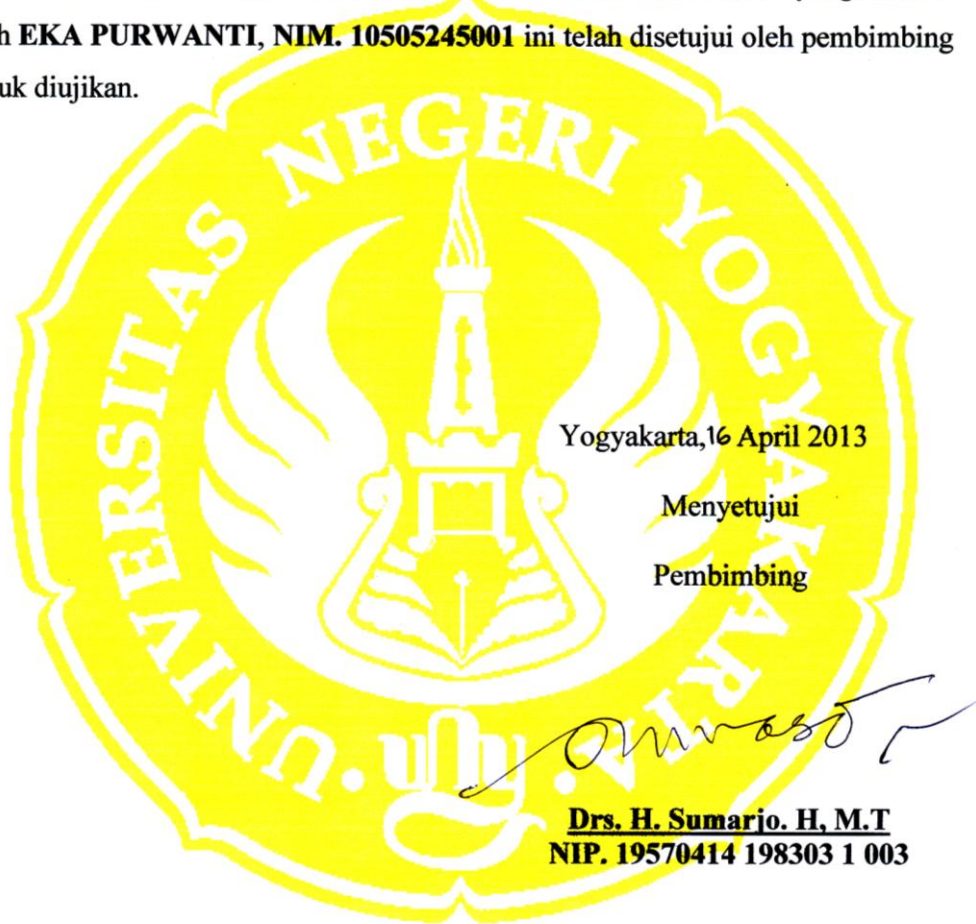 h EKA PURWANTI, NIM. 10505245001 ini telah disetujui oleh pembimbing
uk diujikan.
UNIVERSITAS NEGERI YOGYAKARTA
uny
Yogyakarta,16 April 2013
Menyetujui
Pembimbing
Drs. H. Sumarjo. H, M.T
NIP. 19570414 198303 1 003